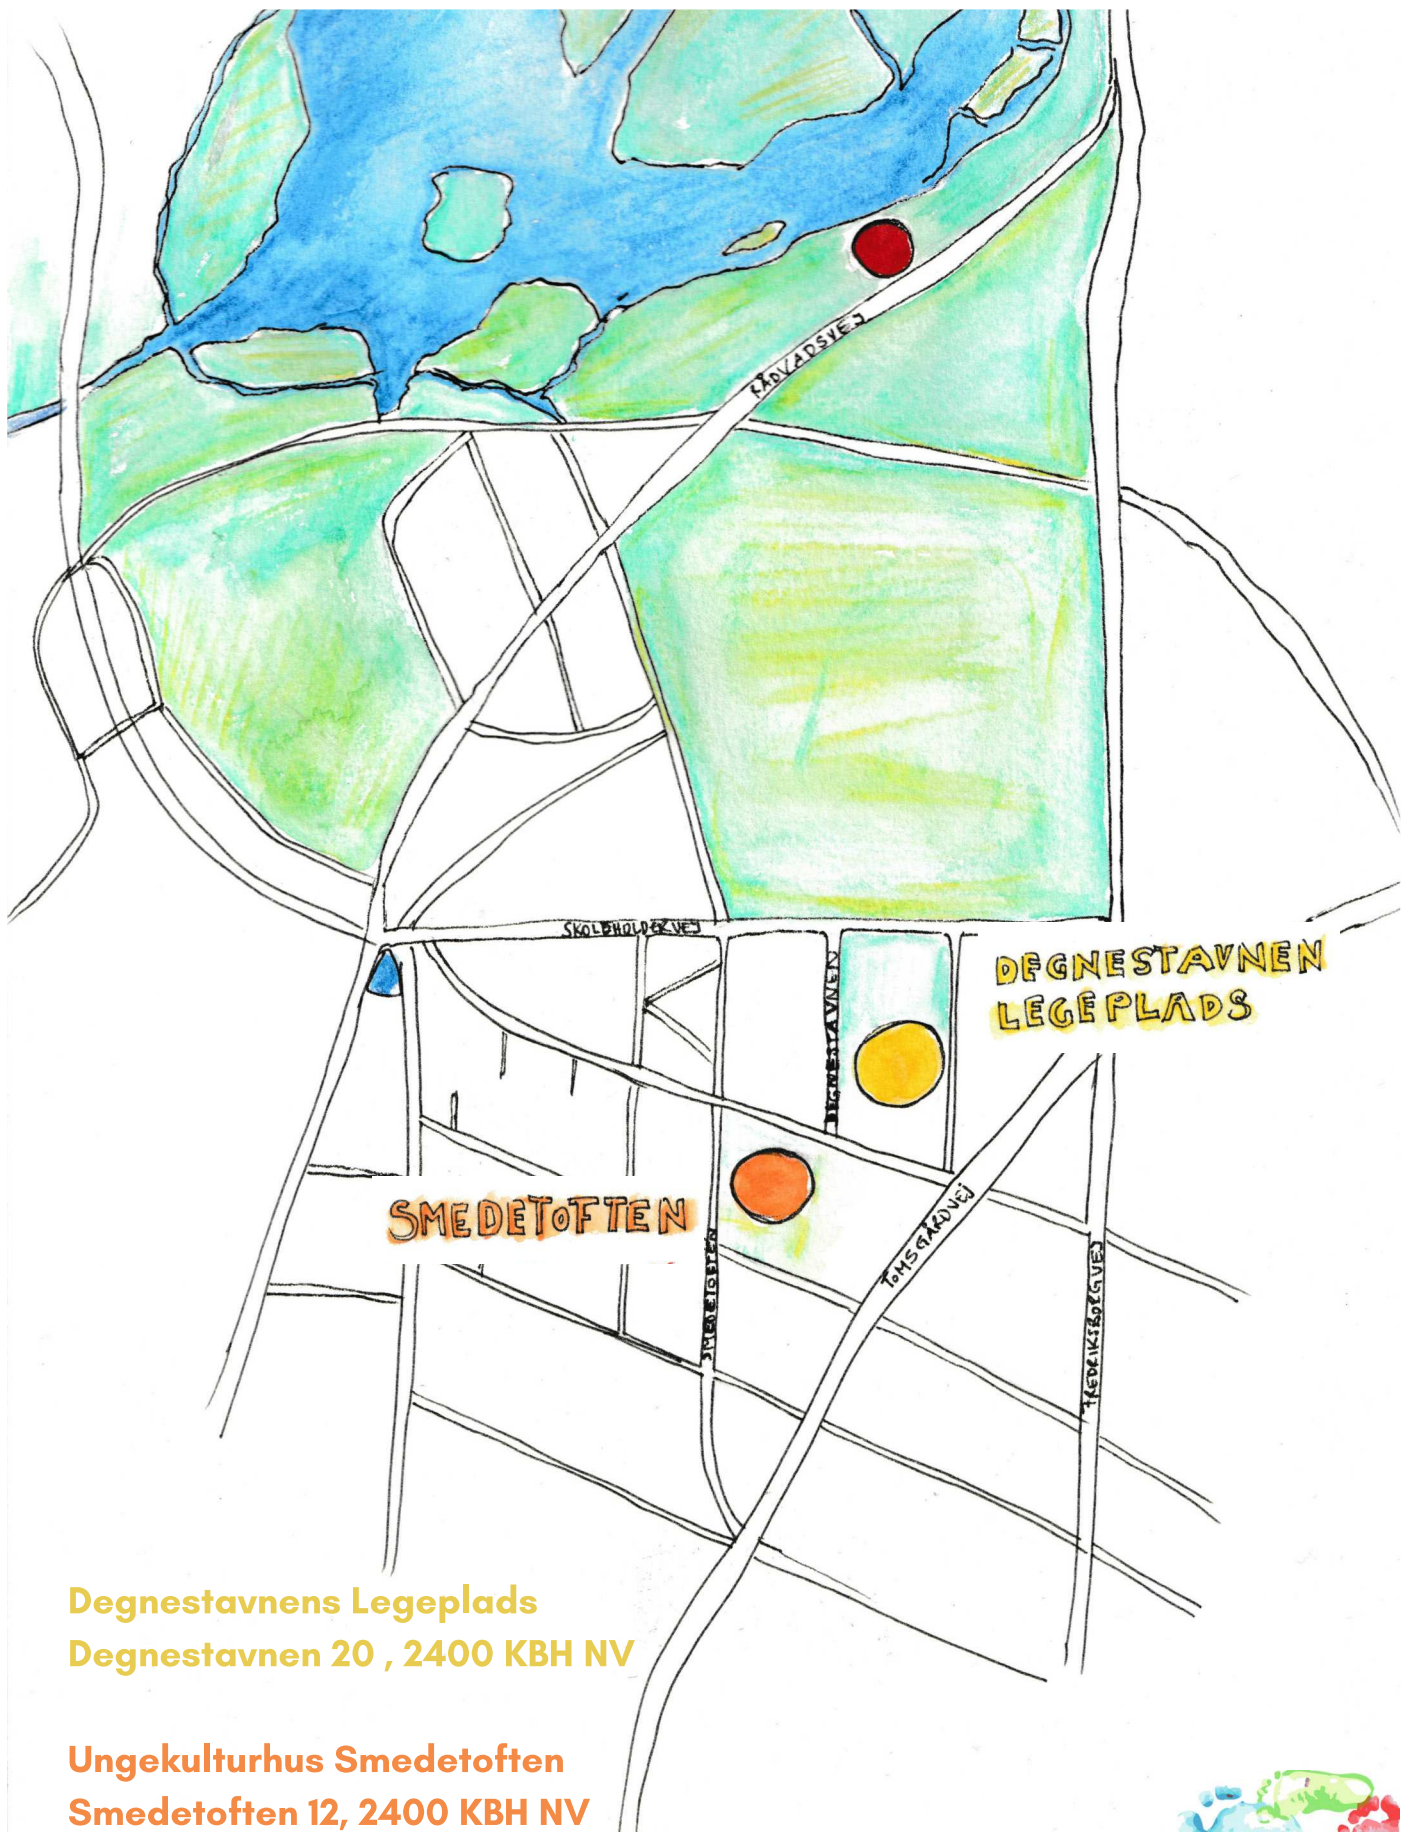 RÅDVADSVEJ
SKOLEHOLDERVEJ
DEGNESTAVNEN
LEGEPLADS
DEGNESTAVNEN
SMEDETOFTEN
TOMSGÅRDVEJ
SMEDETOFTEN
FREDRIKSBORGVEJ
Degnestavnens Legeplads
Degnestavnen 20 , 2400 KBH NV
Ungekulturhus Smedetoften
Smedetoften 12, 2400 KBH NV